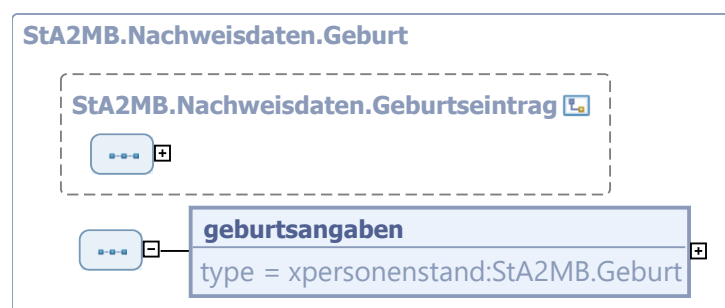 StA2MB.Nachweisdaten.Geburt
StA2MB.Nachweisdaten.Geburtseintrag
geburtsangaben
type = xpersonenstand:StA2MB.Geburt